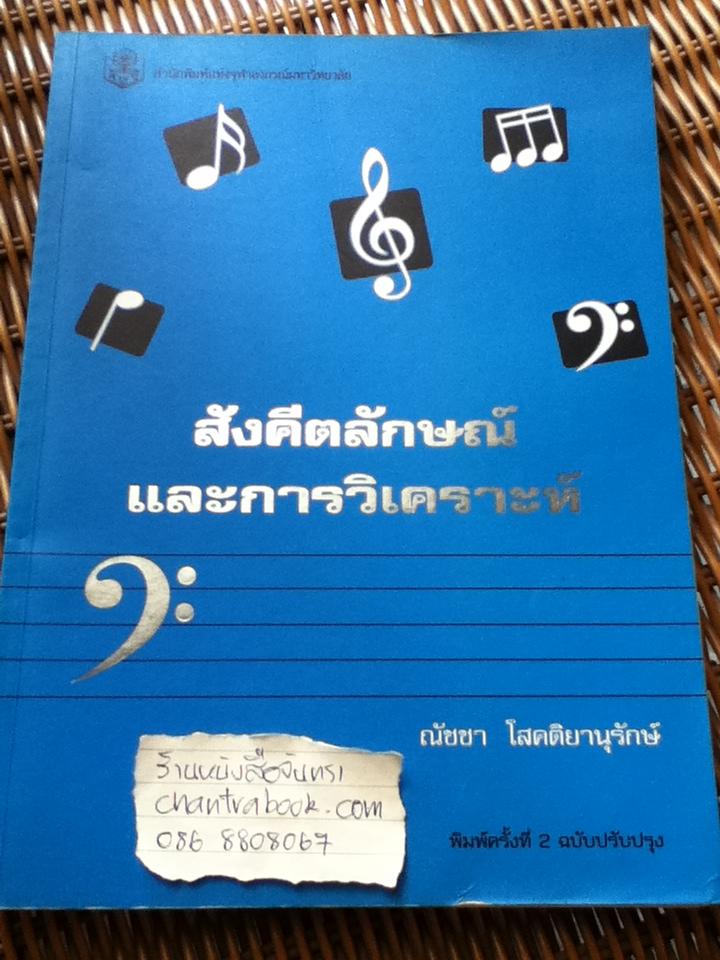 สำนักพิมพ์แห่งจุฬาลงกรณ์มหาวิทยาลัย
สังคีตลักษณ์
และการวิเคราะห์
ณัชชา โสคติยานุรักษ์
ร้านหนังสือจันทรา
chantrabook.com
086 8808067
พิมพ์ครั้งที่ 2 ฉบับปรับปรุง